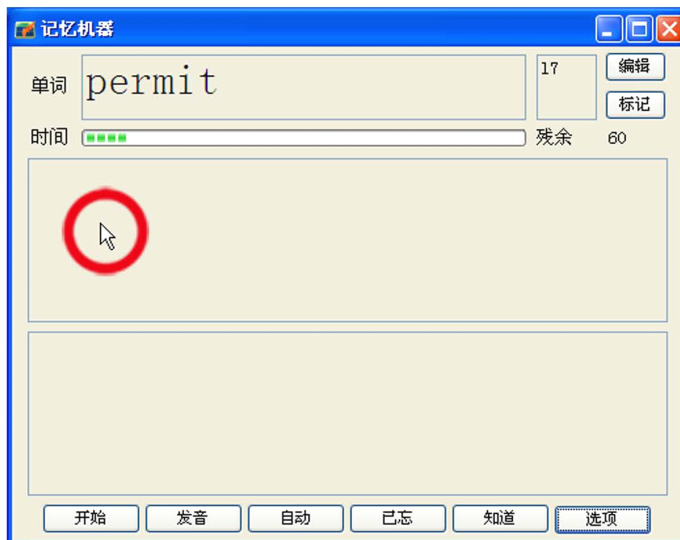 记忆机器
单词 permit 17 编辑
标记
时间 残余 60
开始 发音 自动 已忘 知道 选项